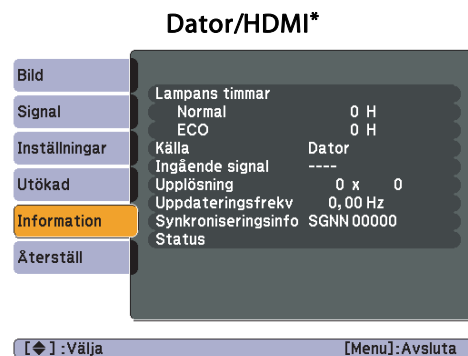 Dator/HDMI*
Bild
Signal
Inställningar
Utökad
Information
Återställ
Lampans timmar
Normal 0 H
ECO 0 H
Källa Dator
Ingående signal ----
Upplösning 0 x 0
Uppdateringsfrekv 0,00 Hz
Synkroniseringsinfo SGNN 00000
Status
[◆] :Välja [Menu]:Avsluta